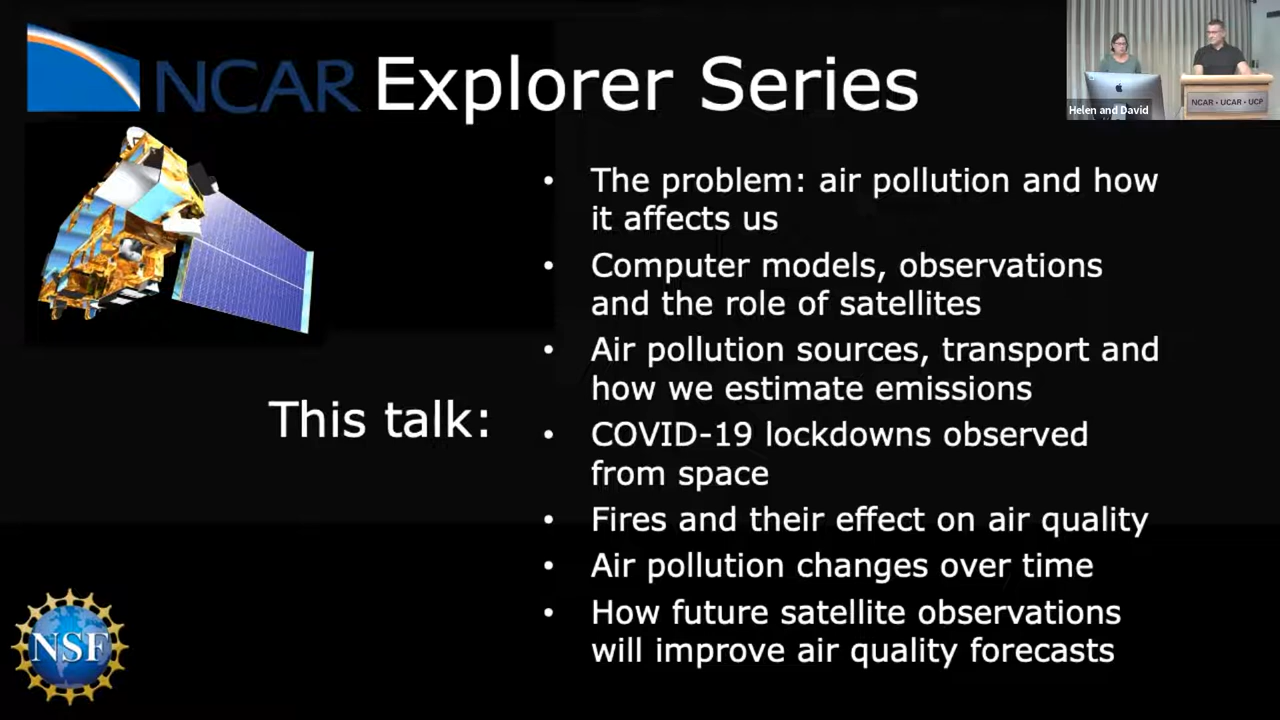 NCAR Explorer Series
Helen and David
NCAR • UCAR • UCP
• The problem: air pollution and how
it affects us
• Computer models, observations
and the role of satellites
• Air pollution sources, transport and
how we estimate emissions
This talk:
• COVID-19 lockdowns observed
from space
• Fires and their effect on air quality
• Air pollution changes over time
• How future satellite observations
will improve air quality forecasts
NSF